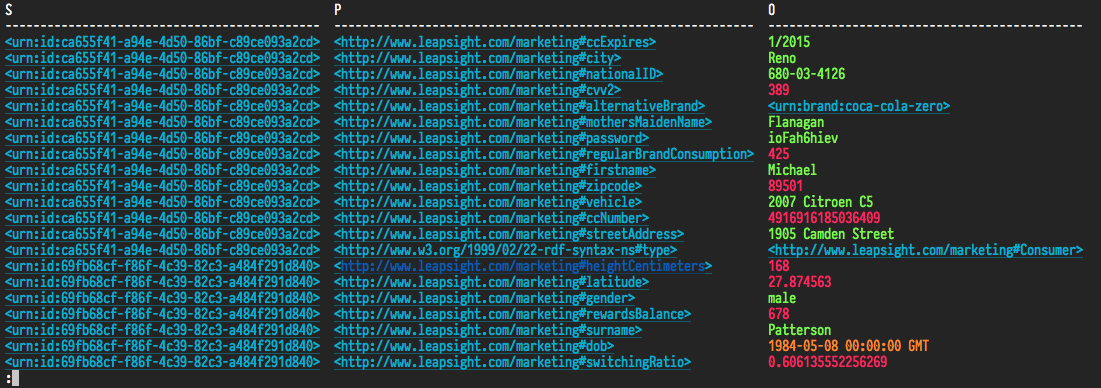 S P O
<urn:id:ca655f41-a94e-4d50-86bf-c89ce093a2cd> <http://www.leapsight.com/marketing#ccExpires> 1/2015
<urn:id:ca655f41-a94e-4d50-86bf-c89ce093a2cd> <http://www.leapsight.com/marketing#city> Reno
<urn:id:ca655f41-a94e-4d50-86bf-c89ce093a2cd> <http://www.leapsight.com/marketing#nationalID> 680-03-4126
<urn:id:ca655f41-a94e-4d50-86bf-c89ce093a2cd> <http://www.leapsight.com/marketing#cvv2> 389
<urn:id:ca655f41-a94e-4d50-86bf-c89ce093a2cd> <http://www.leapsight.com/marketing#alternativeBrand> <urn:brand:coca-cola-zero>
<urn:id:ca655f41-a94e-4d50-86bf-c89ce093a2cd> <http://www.leapsight.com/marketing#mothersMaidenName> Flanagan
<urn:id:ca655f41-a94e-4d50-86bf-c89ce093a2cd> <http://www.leapsight.com/marketing#password> ioFah6hiev
<urn:id:ca655f41-a94e-4d50-86bf-c89ce093a2cd> <http://www.leapsight.com/marketing#regularBrandConsumption> 425
<urn:id:ca655f41-a94e-4d50-86bf-c89ce093a2cd> <http://www.leapsight.com/marketing#firstname> Michael
<urn:id:ca655f41-a94e-4d50-86bf-c89ce093a2cd> <http://www.leapsight.com/marketing#zipcode> 89501
<urn:id:ca655f41-a94e-4d50-86bf-c89ce093a2cd> <http://www.leapsight.com/marketing#vehicle> 2007 Citroen C5
<urn:id:ca655f41-a94e-4d50-86bf-c89ce093a2cd> <http://www.leapsight.com/marketing#ccNumber> 4916916185036409
<urn:id:ca655f41-a94e-4d50-86bf-c89ce093a2cd> <http://www.leapsight.com/marketing#streetAddress> 1905 Camden Street
<urn:id:ca655f41-a94e-4d50-86bf-c89ce093a2cd> <http://www.w3.org/1999/02/22-rdf-syntax-ns#type> <http://www.leapsight.com/marketing#Consumer>
<urn:id:69fb68cf-f86f-4c39-82c3-a484f291d840> <http://www.leapsight.com/marketing#heightCentimeters> 168
<urn:id:69fb68cf-f86f-4c39-82c3-a484f291d840> <http://www.leapsight.com/marketing#latitude> 27.874563
<urn:id:69fb68cf-f86f-4c39-82c3-a484f291d840> <http://www.leapsight.com/marketing#gender> male
<urn:id:69fb68cf-f86f-4c39-82c3-a484f291d840> <http://www.leapsight.com/marketing#rewardsBalance> 678
<urn:id:69fb68cf-f86f-4c39-82c3-a484f291d840> <http://www.leapsight.com/marketing#surname> Patterson
<urn:id:69fb68cf-f86f-4c39-82c3-a484f291d840> <http://www.leapsight.com/marketing#dob> 1984-05-08 00:00:00 GMT
<urn:id:69fb68cf-f86f-4c39-82c3-a484f291d840> <http://www.leapsight.com/marketing#switchingRatio> 0.606135552256269
: